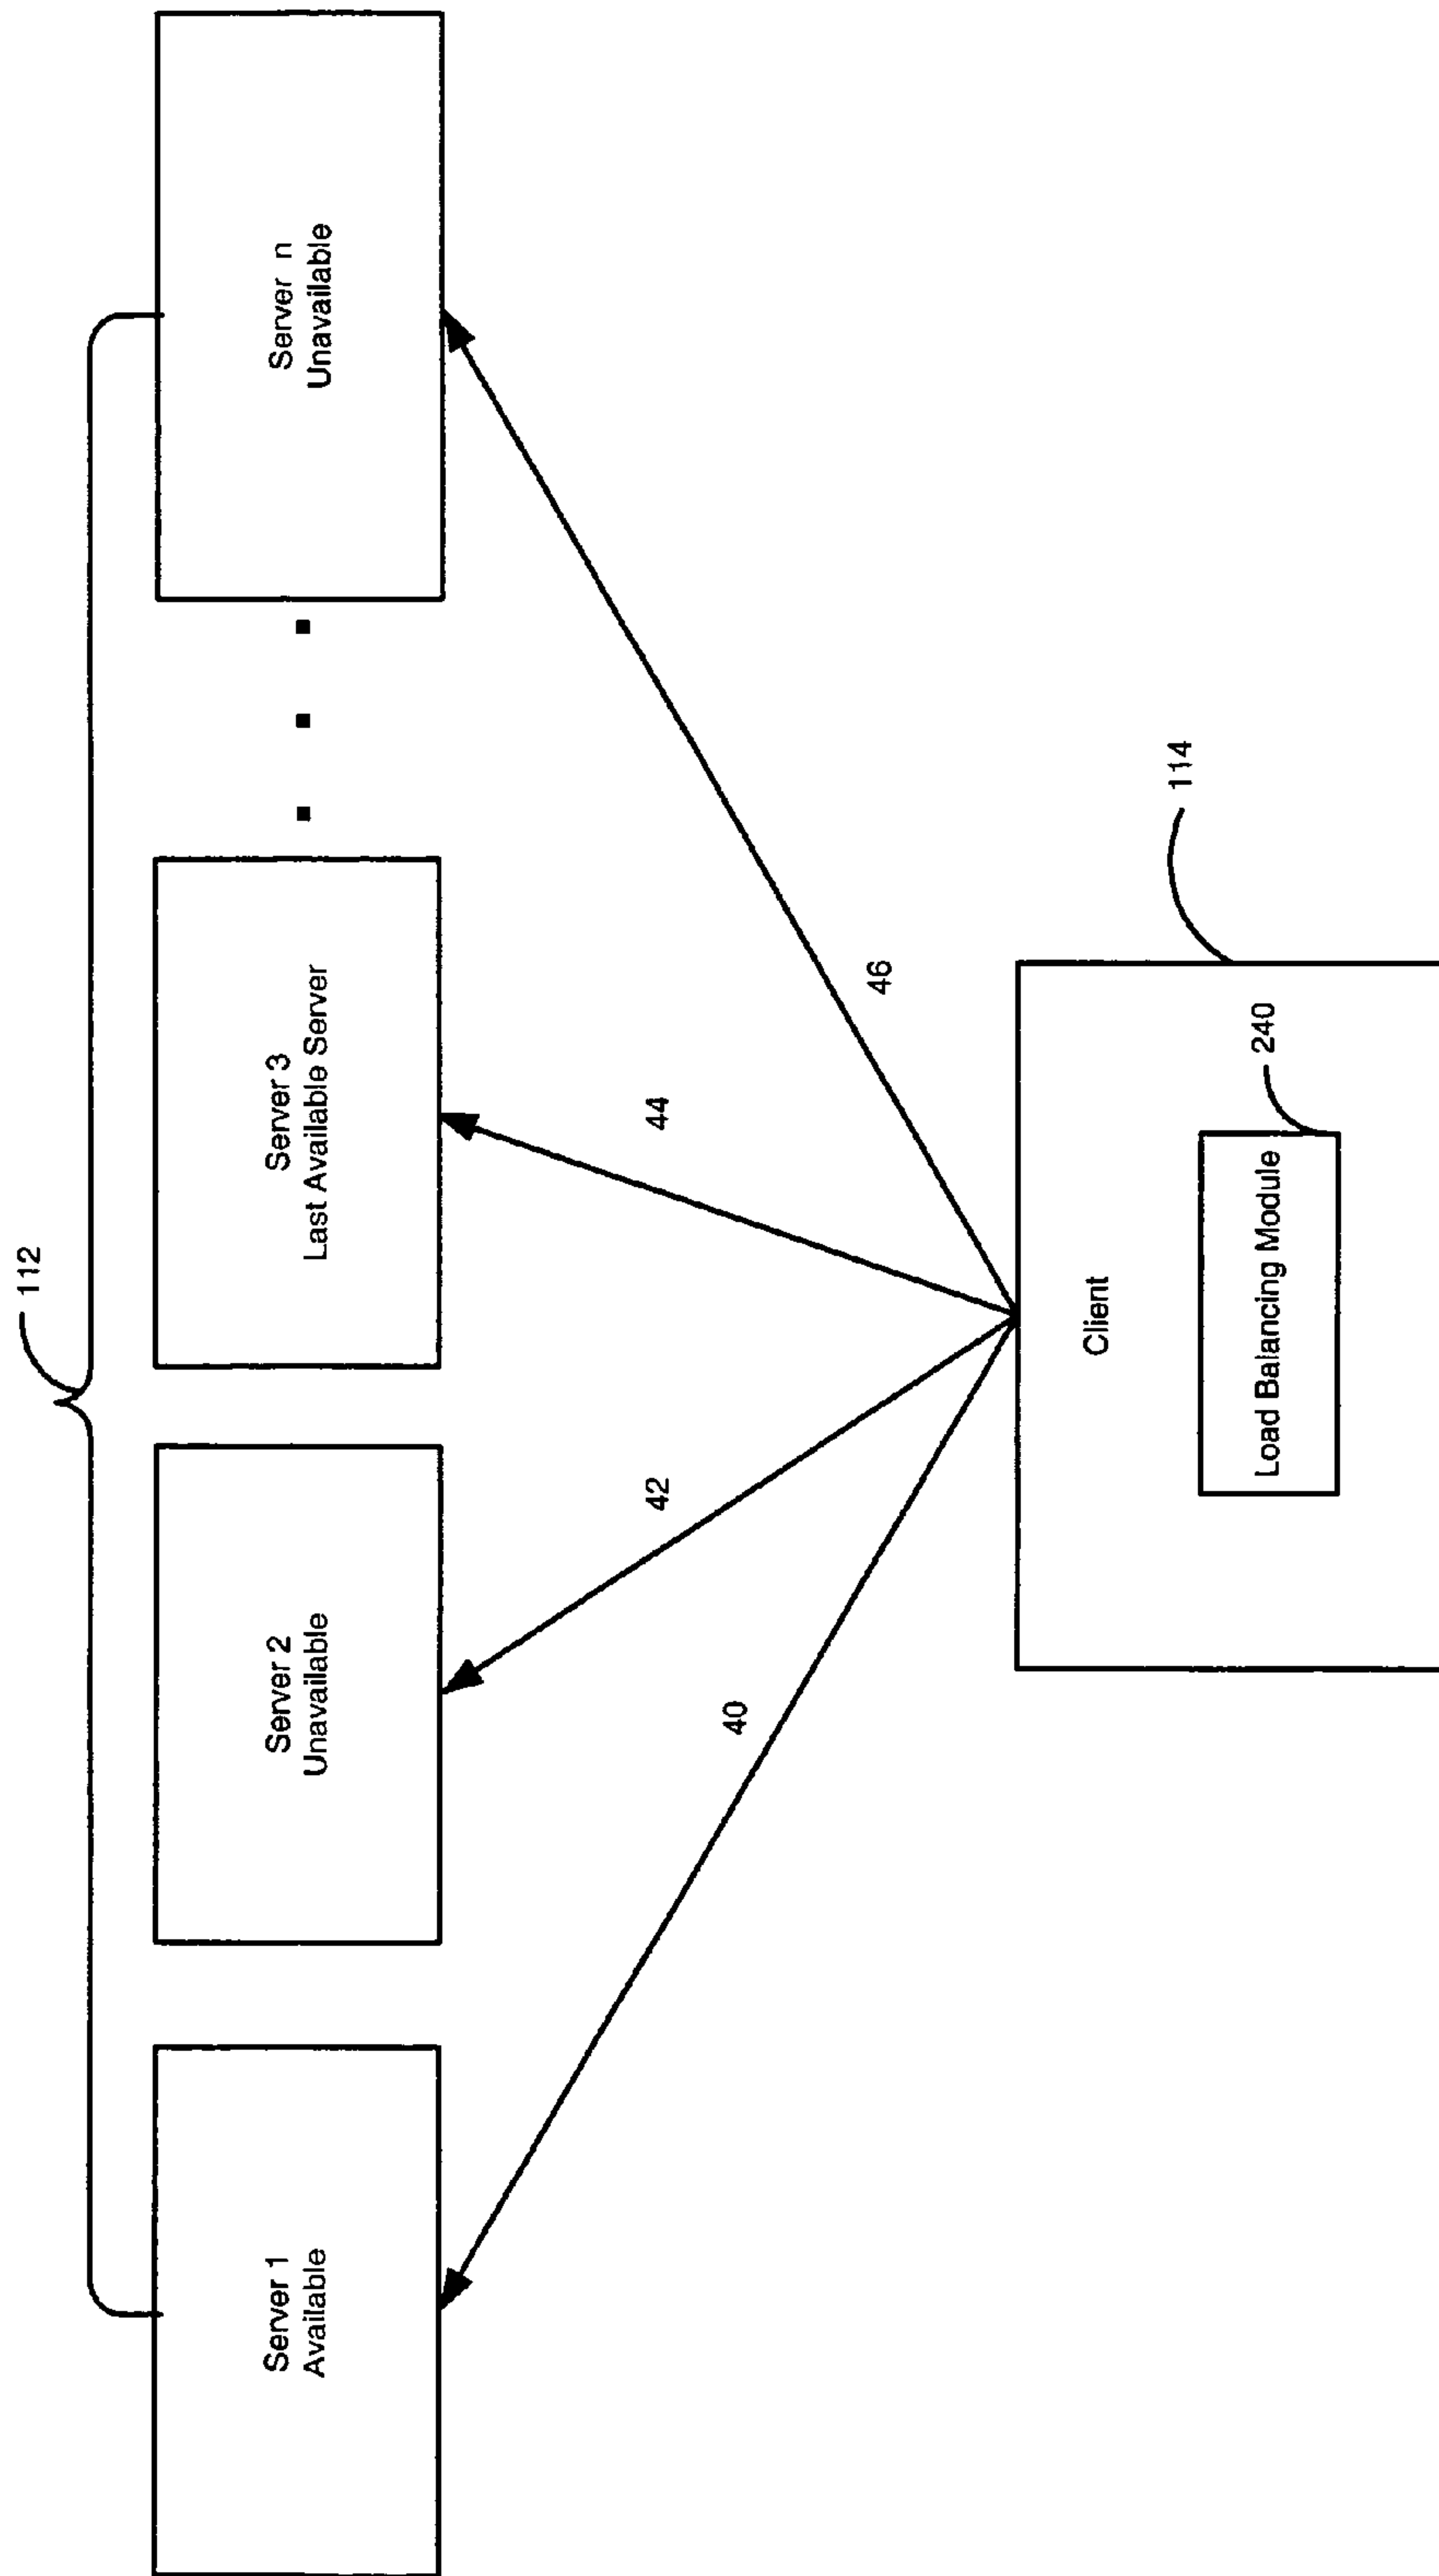 112
Server 1
Available
Server 2
Unavailable
Server 3
Last Available Server
Server n
Unavailable
40
42
44
46
114
Client
240
Load Balancing Module